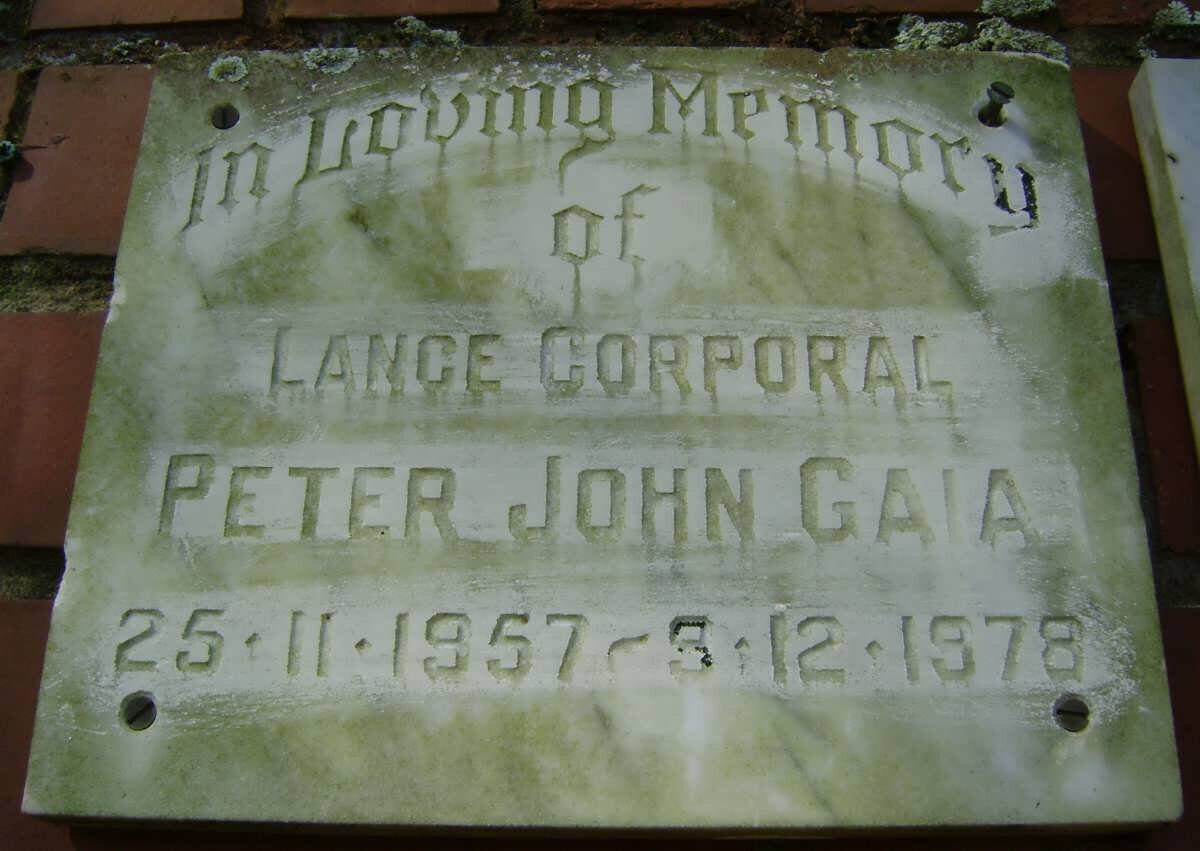 in Loving Memory
of
LANCE CORPORAL
PETER JOHN GAIA
25·11·1957 - 9·12·1978